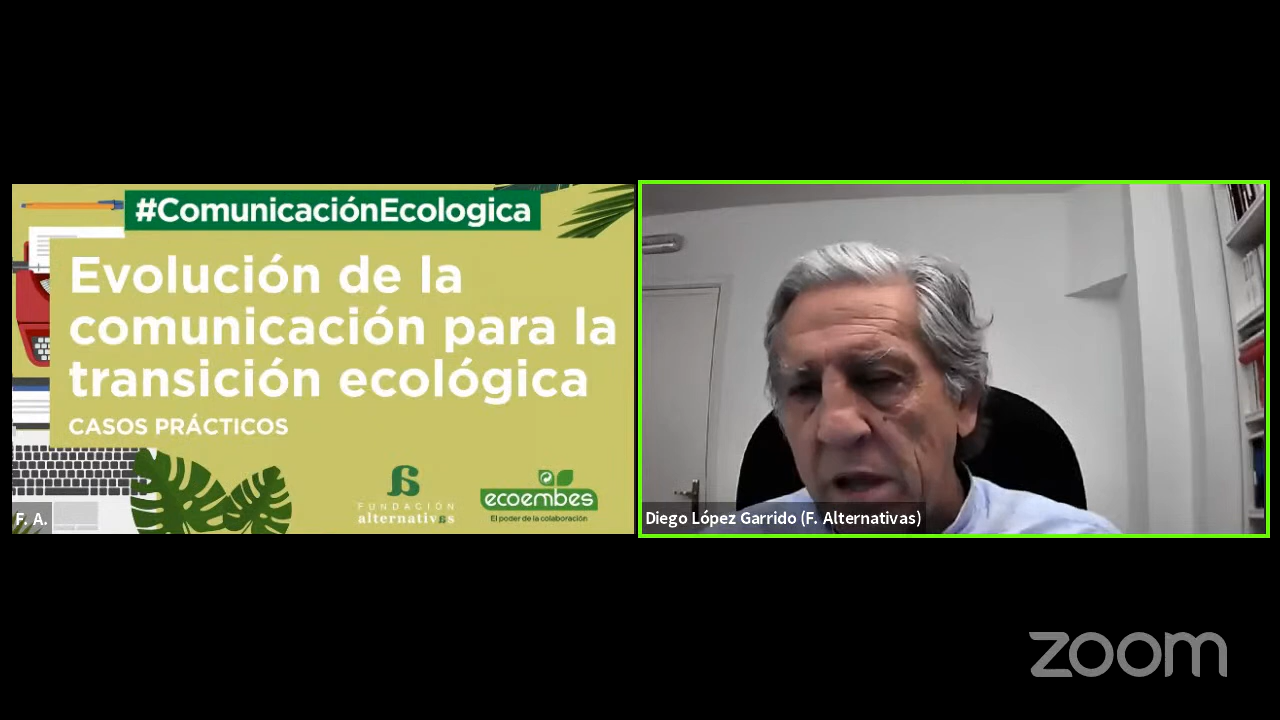 #ComunicaciónEcologica
Evolución de la
comunicación para la
transición ecológica
CASOS PRÁCTICOS
FUNDACIÓN
alternativas
ecoembes
El poder de la colaboración
F. A.
Diego López Garrido (F. Alternativas)
zoom